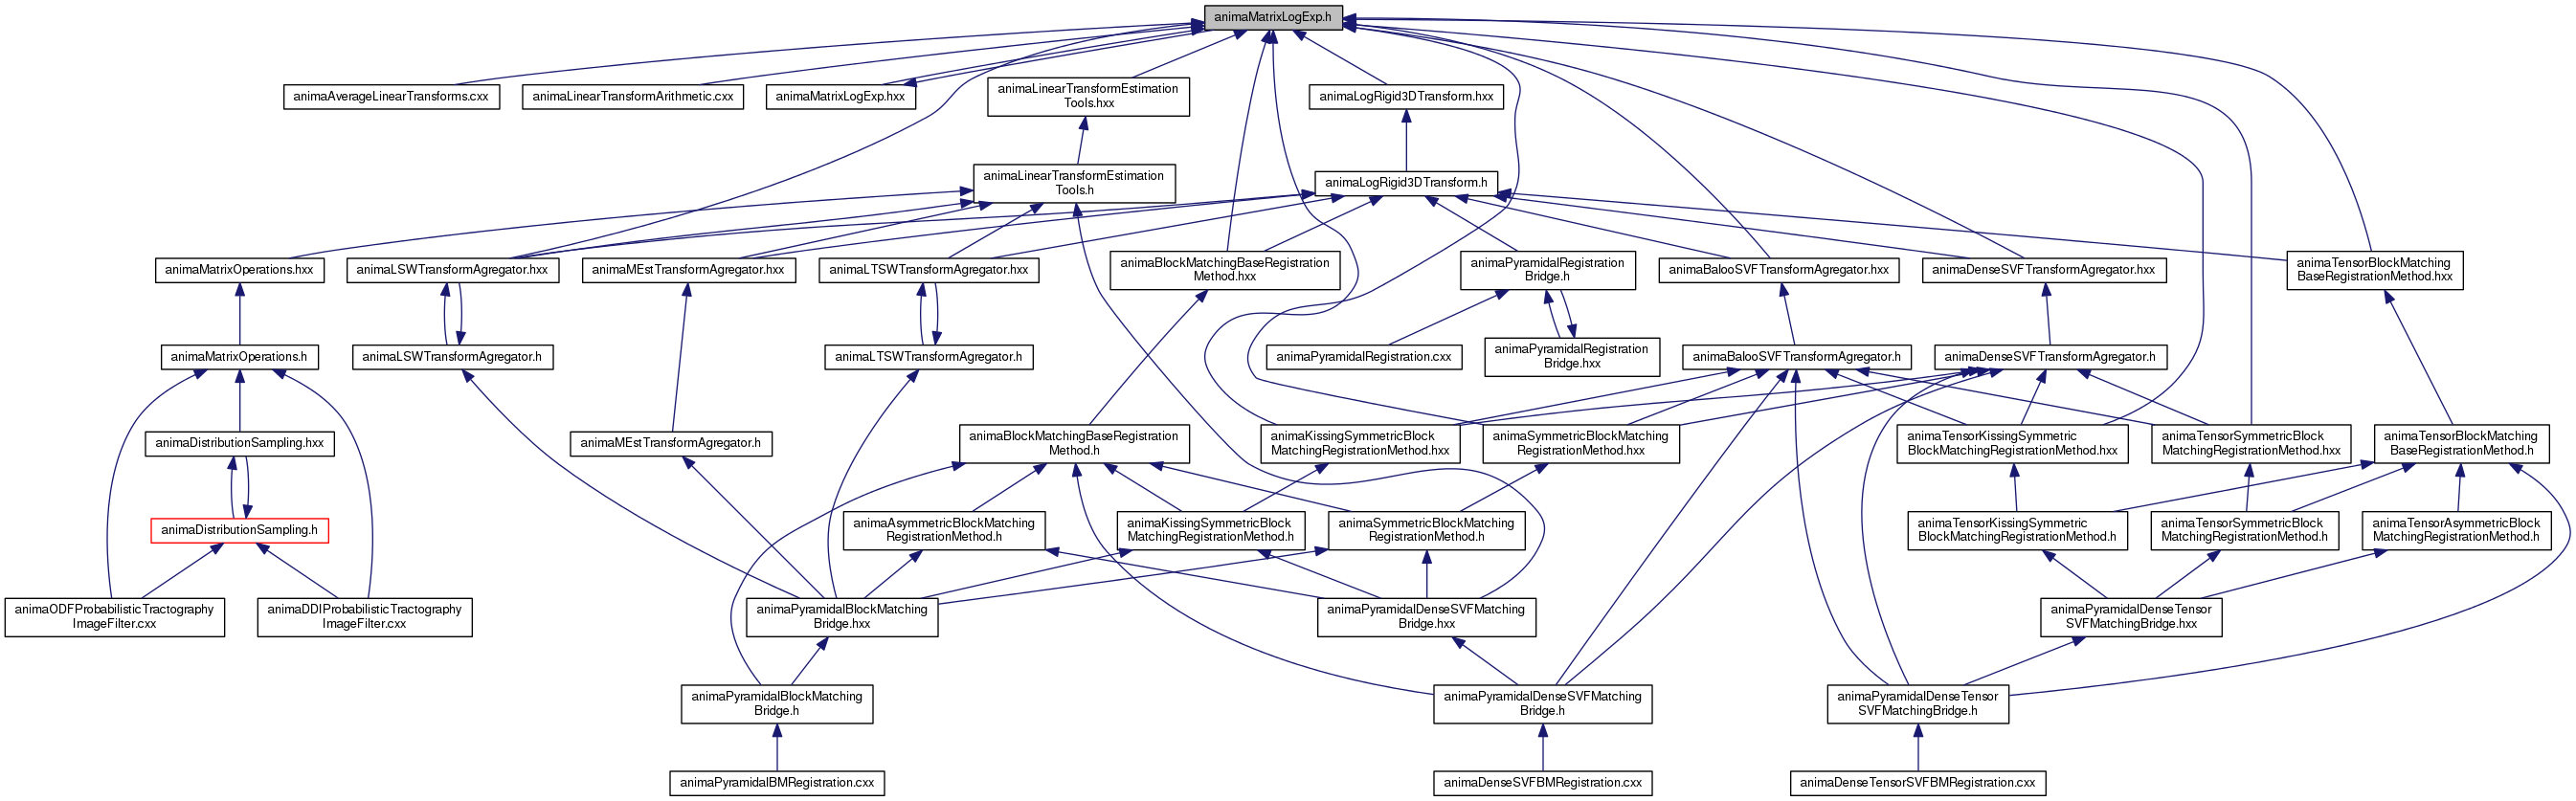 animaMatrixLogExp.h
animaAverageLinearTransforms.cxx
animaLinearTransformArithmetic.cxx
animaMatrixLogExp.hxx
animaLinearTransformEstimation
Tools.hxx
animaLogRigid3DTransform.hxx
animaLinearTransformEstimation
Tools.h
animaLogRigid3DTransform.h
animaMatrixOperations.hxx
animaLSWTransformAgregator.hxx
animaMEstTransformAgregator.hxx
animaLTSWTransformAgregator.hxx
animaBlockMatchingBaseRegistration
Method.hxx
animaPyramidalRegistration
Bridge.h
animaBalooSVFTransformAgregator.hxx
animaDenseSVFTransformAgregator.hxx
animaTensorBlockMatching
BaseRegistrationMethod.hxx
animaMatrixOperations.h
animaLSWTransformAgregator.h
animaLTSWTransformAgregator.h
animaPyramidalRegistration.cxx
animaPyramidalRegistration
Bridge.hxx
animaBalooSVFTransformAgregator.h
animaDenseSVFTransformAgregator.h
animaDistributionSampling.hxx
animaMEstTransformAgregator.h
animaBlockMatchingBaseRegistration
Method.h
animaKissingSymmetricBlock
MatchingRegistrationMethod.hxx
animaSymmetricBlockMatching
RegistrationMethod.hxx
animaTensorKissingSymmetric
BlockMatchingRegistrationMethod.hxx
animaTensorSymmetricBlock
MatchingRegistrationMethod.hxx
animaTensorBlockMatching
BaseRegistrationMethod.h
animaDistributionSampling.h
animaAsymmetricBlockMatching
RegistrationMethod.h
animaKissingSymmetricBlock
MatchingRegistrationMethod.h
animaSymmetricBlockMatching
RegistrationMethod.h
animaTensorKissingSymmetric
BlockMatchingRegistrationMethod.h
animaTensorSymmetricBlock
MatchingRegistrationMethod.h
animaTensorAsymmetricBlock
MatchingRegistrationMethod.h
animaODFProbabilisticTractography
ImageFilter.cxx
animaDDIProbabilisticTractography
ImageFilter.cxx
animaPyramidalBlockMatching
Bridge.hxx
animaPyramidalDenseSVFMatching
Bridge.hxx
animaPyramidalDenseTensor
SVFMatchingBridge.hxx
animaPyramidalBlockMatching
Bridge.h
animaPyramidalDenseSVFMatching
Bridge.h
animaPyramidalDenseTensor
SVFMatchingBridge.h
animaPyramidalBMRegistration.cxx
animaDenseSVFBMRegistration.cxx
animaDenseTensorSVFBMRegistration.cxx